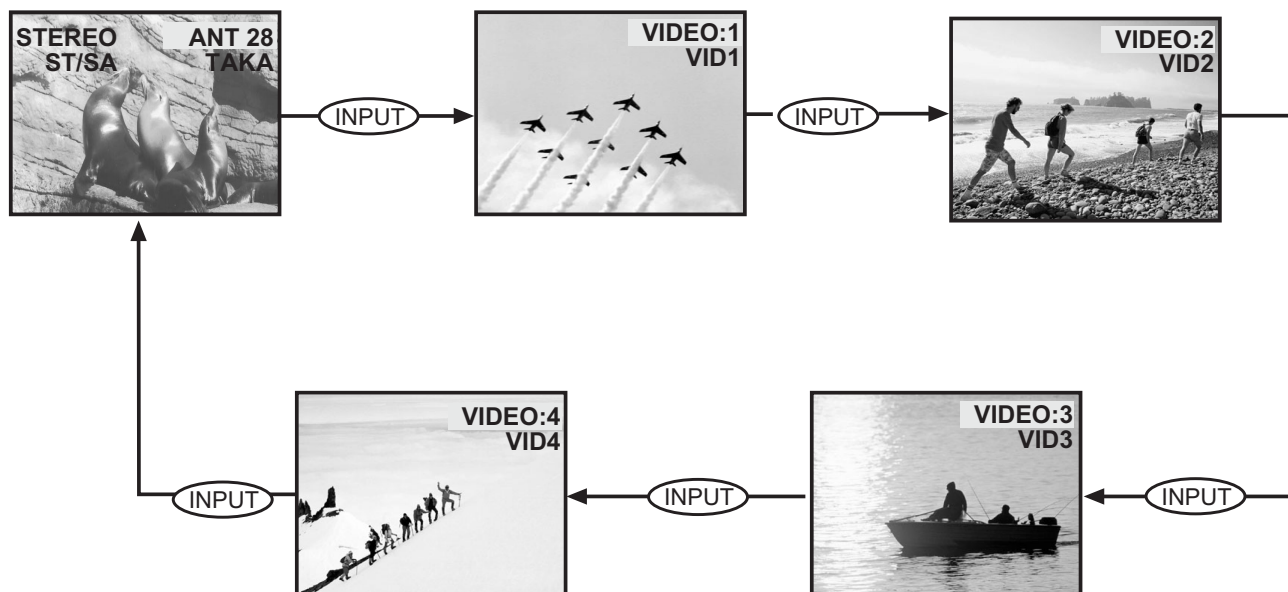 STEREO
ST/SA
ANT 28
TAKA
INPUT
VIDEO:1
VID1
INPUT
VIDEO:2
VID2
INPUT
VIDEO:3
VID3
INPUT
VIDEO:4
VID4
INPUT